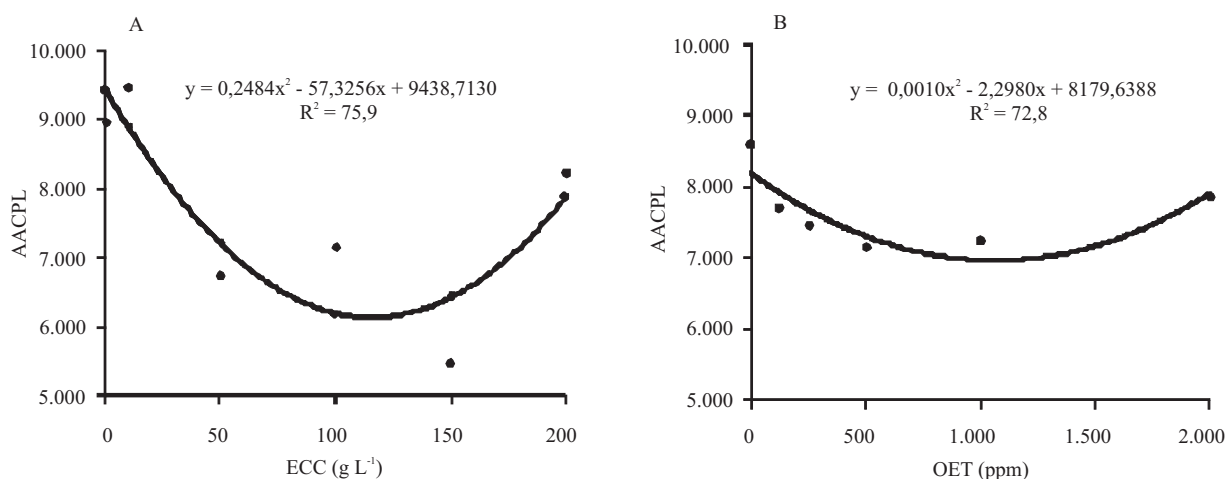 A
10.000
9.000
8.000
7.000
6.000
5.000
AACPL
y = 0,2484x² - 57,3256x + 9438,7130
R² = 75,9
0 50 100 150 200
ECC (g L⁻¹)
B
10.000
9.000
8.000
7.000
6.000
5.000
AACPL
y = 0,0010x² - 2,2980x + 8179,6388
R² = 72,8
0 500 1.000 1.500 2.000
OET (ppm)